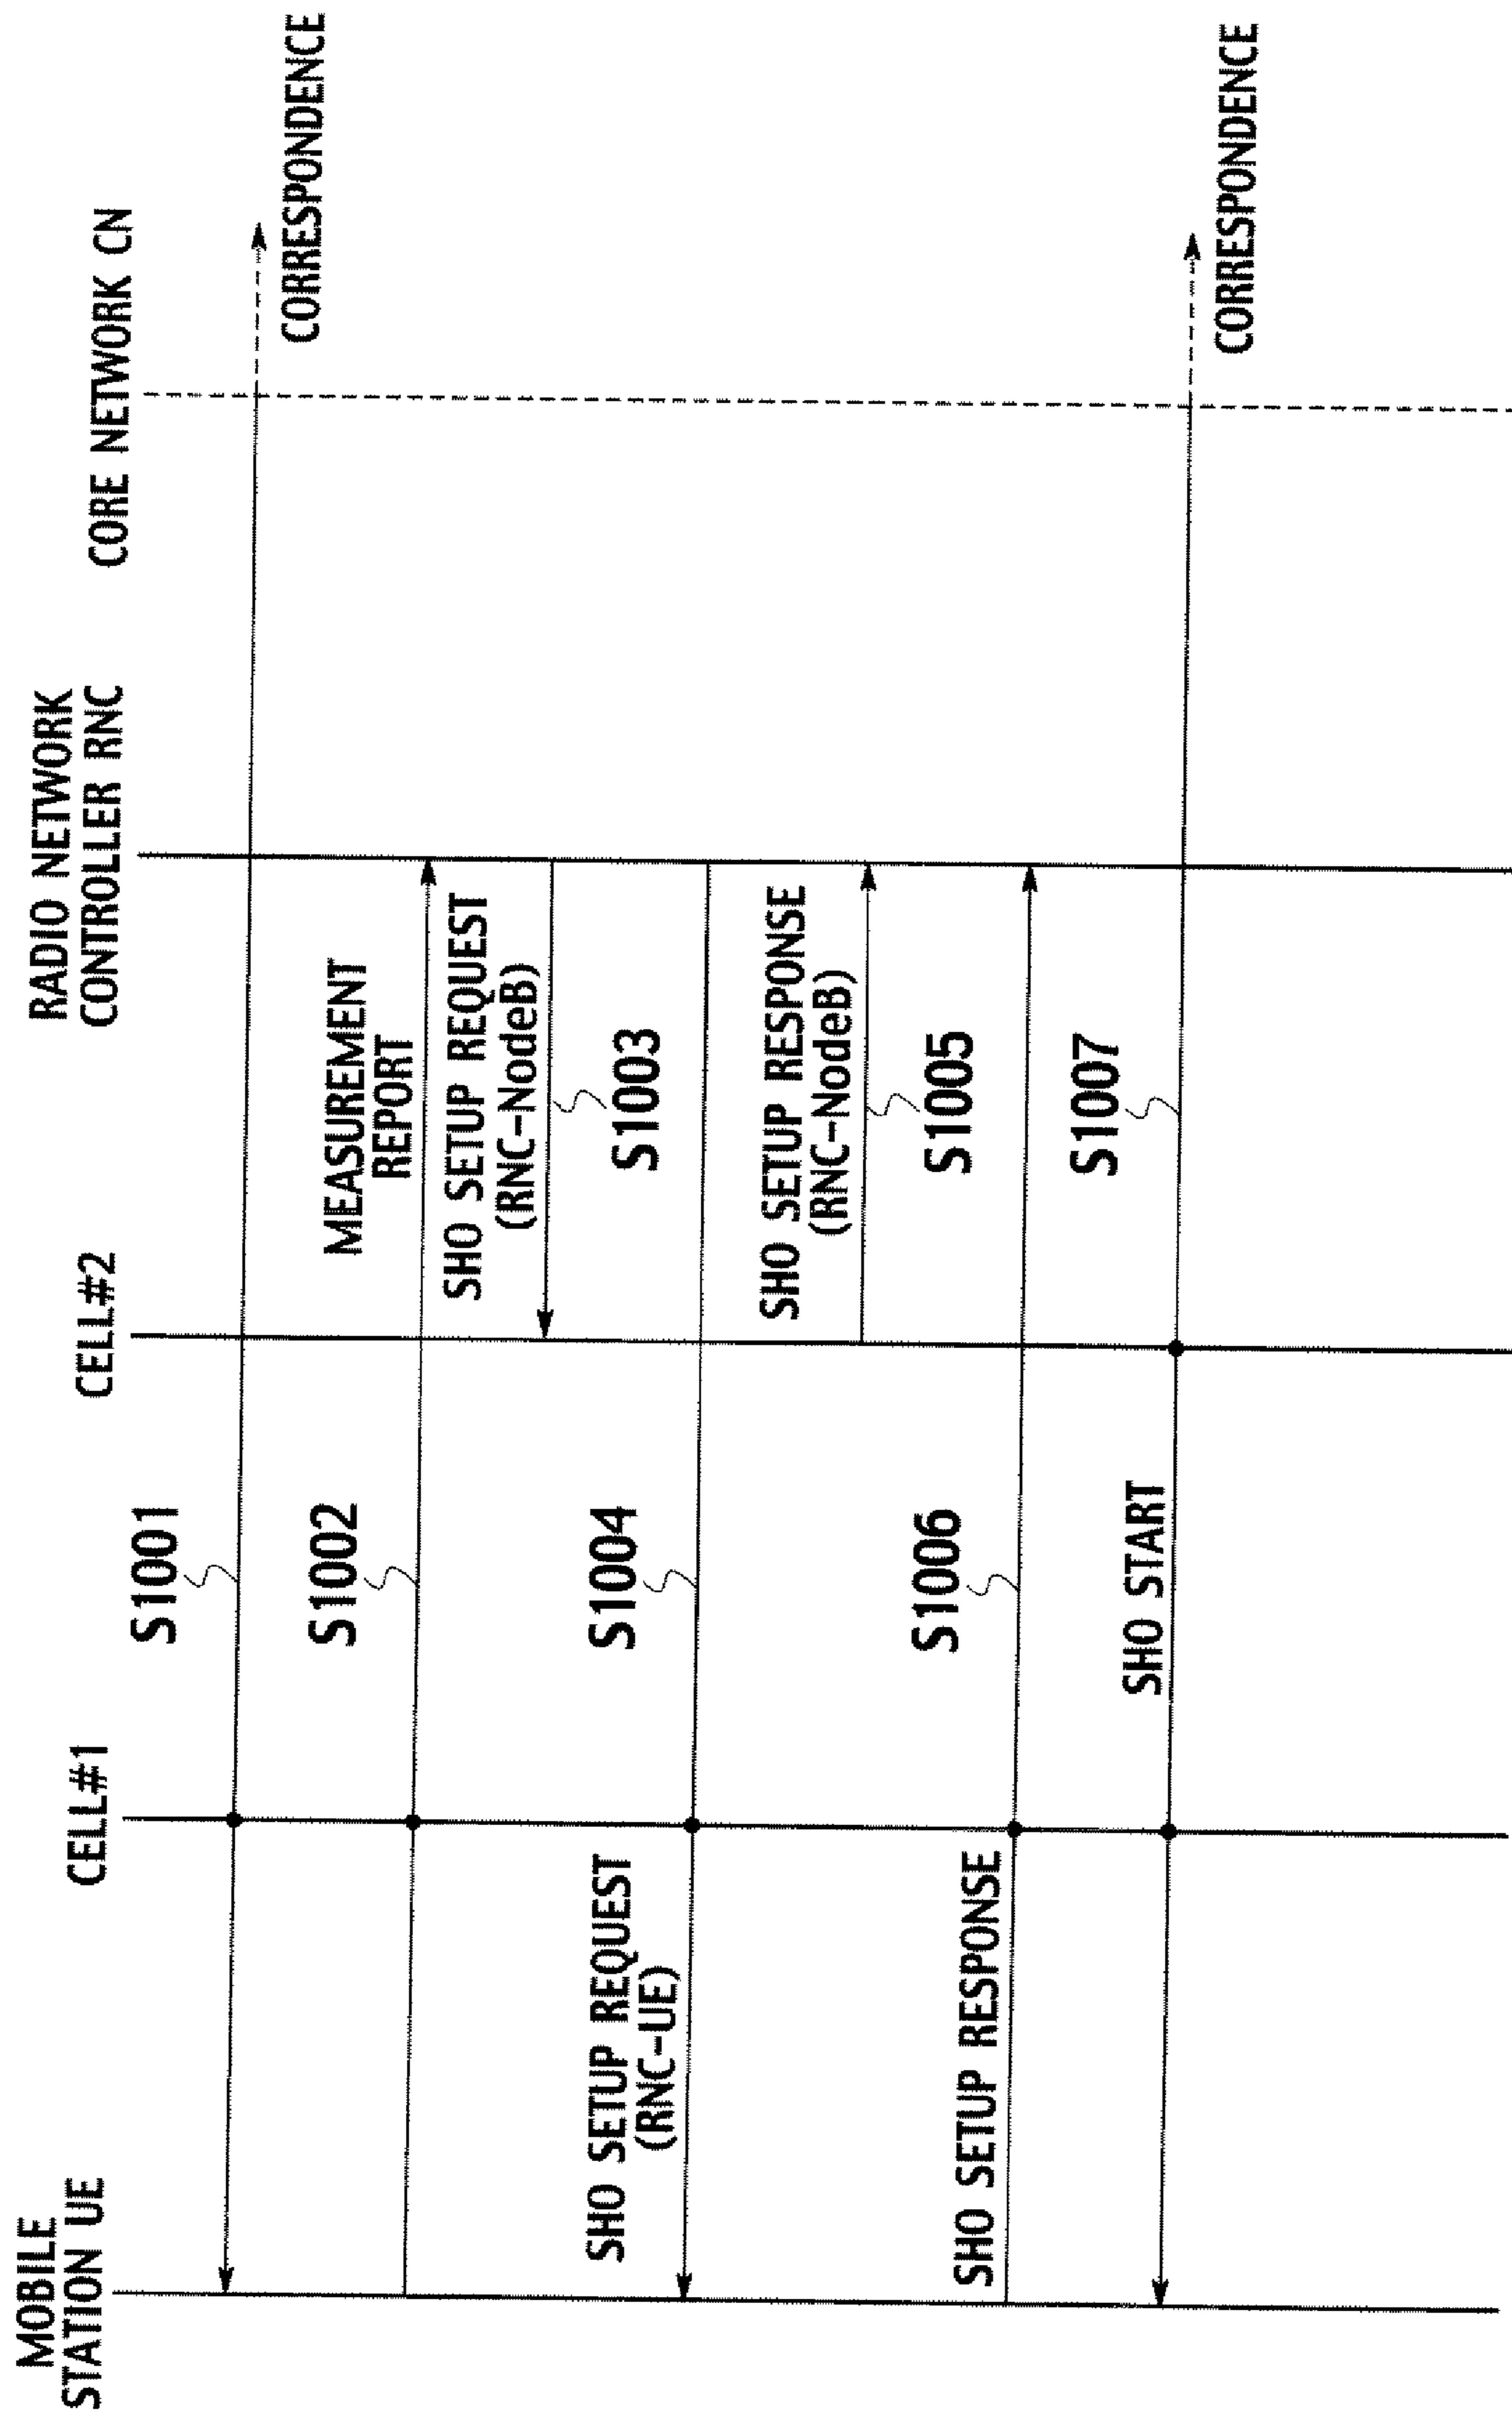 MOBILE
STATION UE
CELL#1
CELL#2
RADIO NETWORK
CONTROLLER RNC
CORE NETWORK CN
S1001
CORRESPONDENCE
S1002
MEASUREMENT
REPORT
SHO SETUP REQUEST
(RNC-NodeB)
S1003
SHO SETUP REQUEST
(RNC-UE)
S1004
SHO SETUP RESPONSE
(RNC-NodeB)
S1005
SHO SETUP RESPONSE
S1006
SHO START
S1007
CORRESPONDENCE